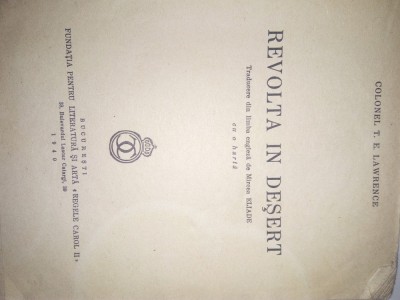 COLONEL T. E. LAWRENCE
REVOLTA IN DEȘERT
Traducere din limba engleză de Mircea ELIADE
cu o hartă
BUCUREȘTI
FUNDAȚIA PENTRU LITERATURĂ ȘI ARTĂ «REGELE CAROL II»
39, Bulevardul Lascar Catargi, 39
1940